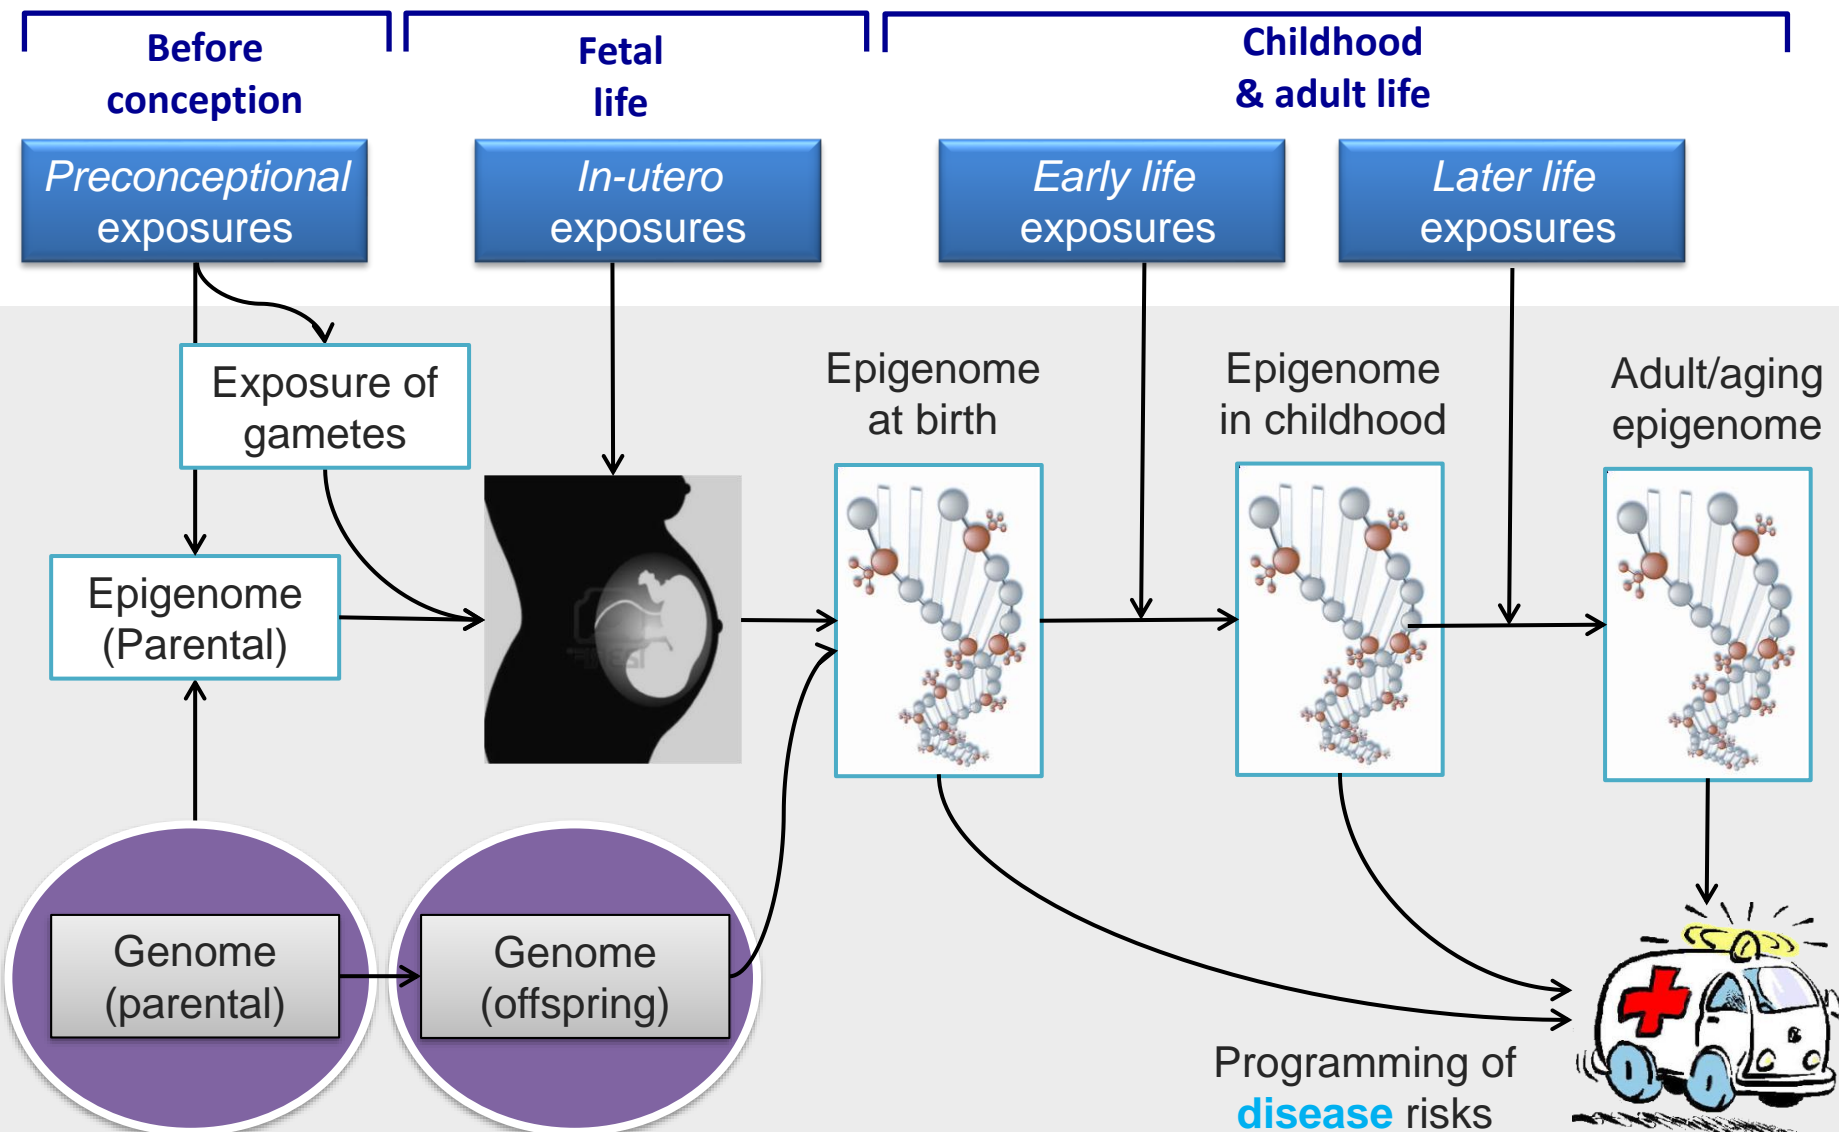 Before
conception
Fetal
life
Childhood
& adult life
Preconceptional
exposures
In-utero
exposures
Early life
exposures
Later life
exposures
Exposure of
gametes
Epigenome
at birth
Epigenome
in childhood
Adult/aging
epigenome
Epigenome
(Parental)
Genome
(parental)
Genome
(offspring)
Programming of
disease risks